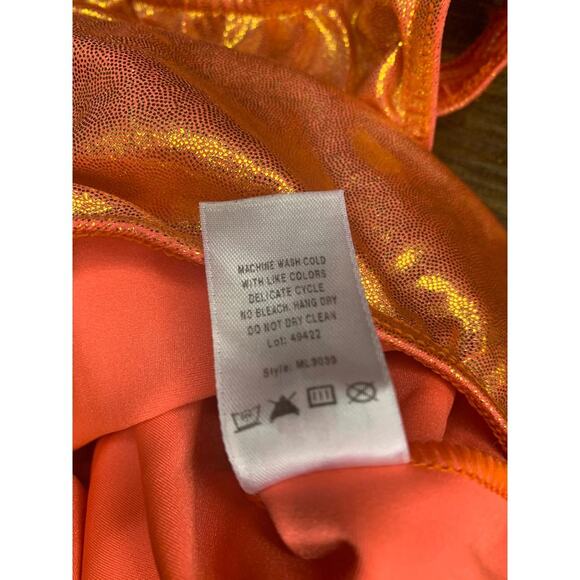 MACHINE WASH COLD
WITH LIKE COLORS
DELICATE CYCLE
NO BLEACH, HANG DRY
DO NOT DRY CLEAN
Lot: 49422
Style: ML9039